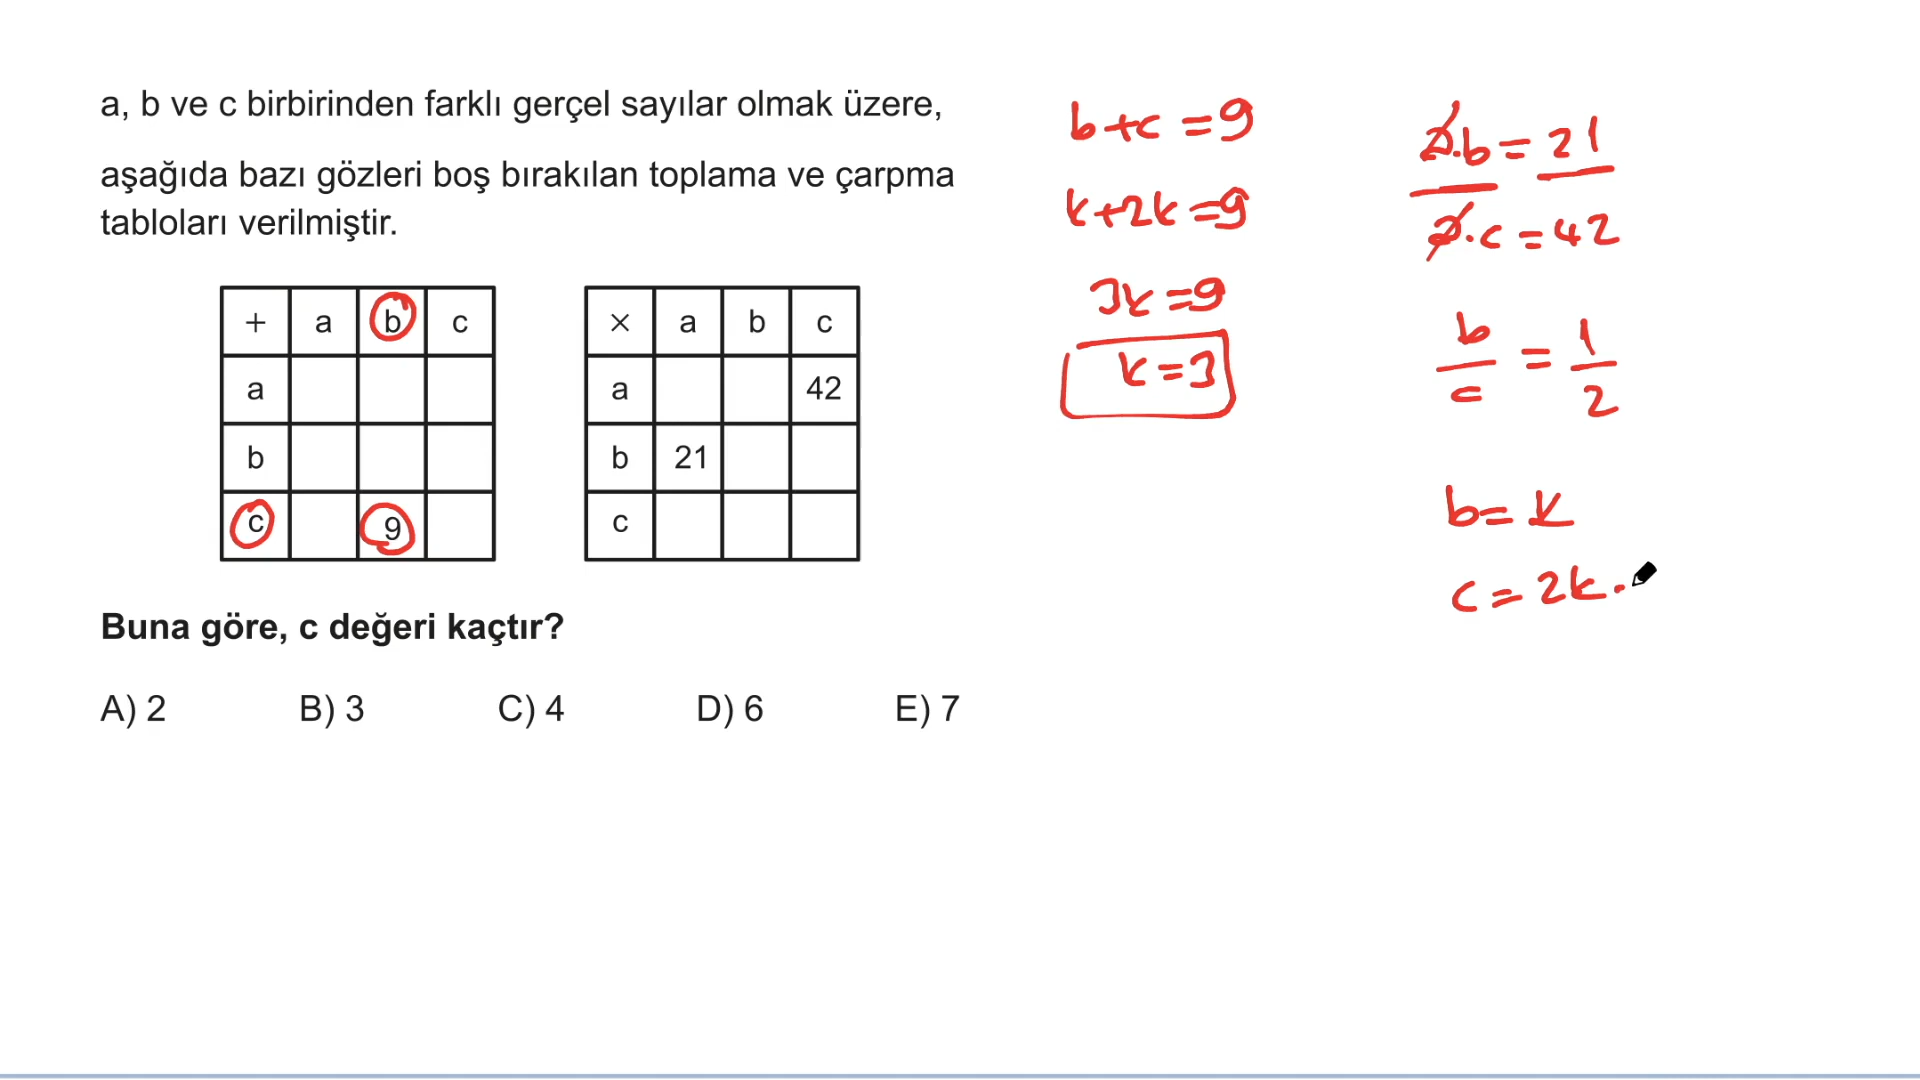 a, b ve c birbirinden farklı gerçel sayılar olmak üzere,
aşağıda bazı gözleri boş bırakılan toplama ve çarpma
tabloları verilmiştir.
+ a b c
a
b
c 9
× a b c
a 42
b 21
c
Buna göre, c değeri kaçtır?
A) 2 B) 3 C) 4 D) 6 E) 7
b+c=9
k+2k=9
3k=9
k=3
a.b=21
a.c=42
b/c = 1/2
b=k
c=2k.